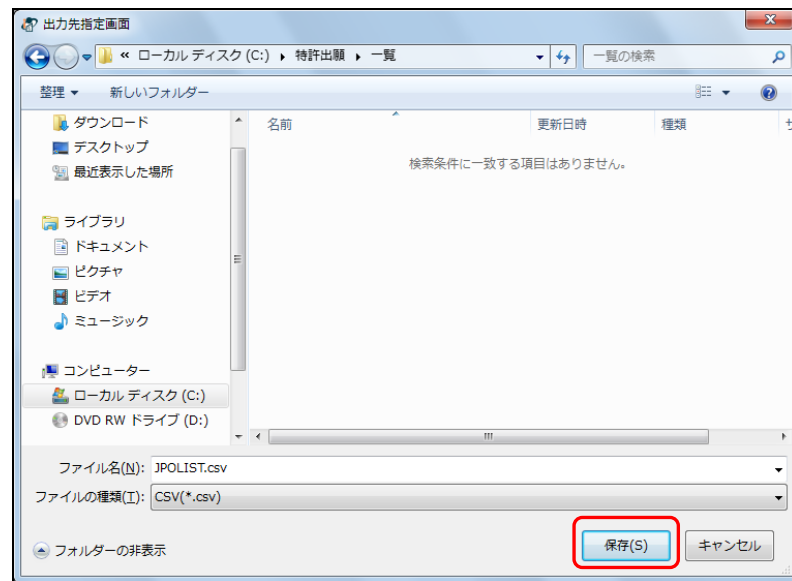 出力先指定画面
« ローカル ディスク (C:) ▸ 特許出願 ▸ 一覧
一覧の検索
整理 ▼ 新しいフォルダー
名前 更新日時 種類 サ
検索条件に一致する項目はありません。
ダウンロード
デスクトップ
最近表示した場所
ライブラリ
ドキュメント
ピクチャ
ビデオ
ミュージック
コンピューター
ローカル ディスク (C:)
DVD RW ドライブ (D:)
ファイル名(N): JPOLIST.csv
ファイルの種類(T): CSV(*.csv)
フォルダーの非表示
保存(S) キャンセル